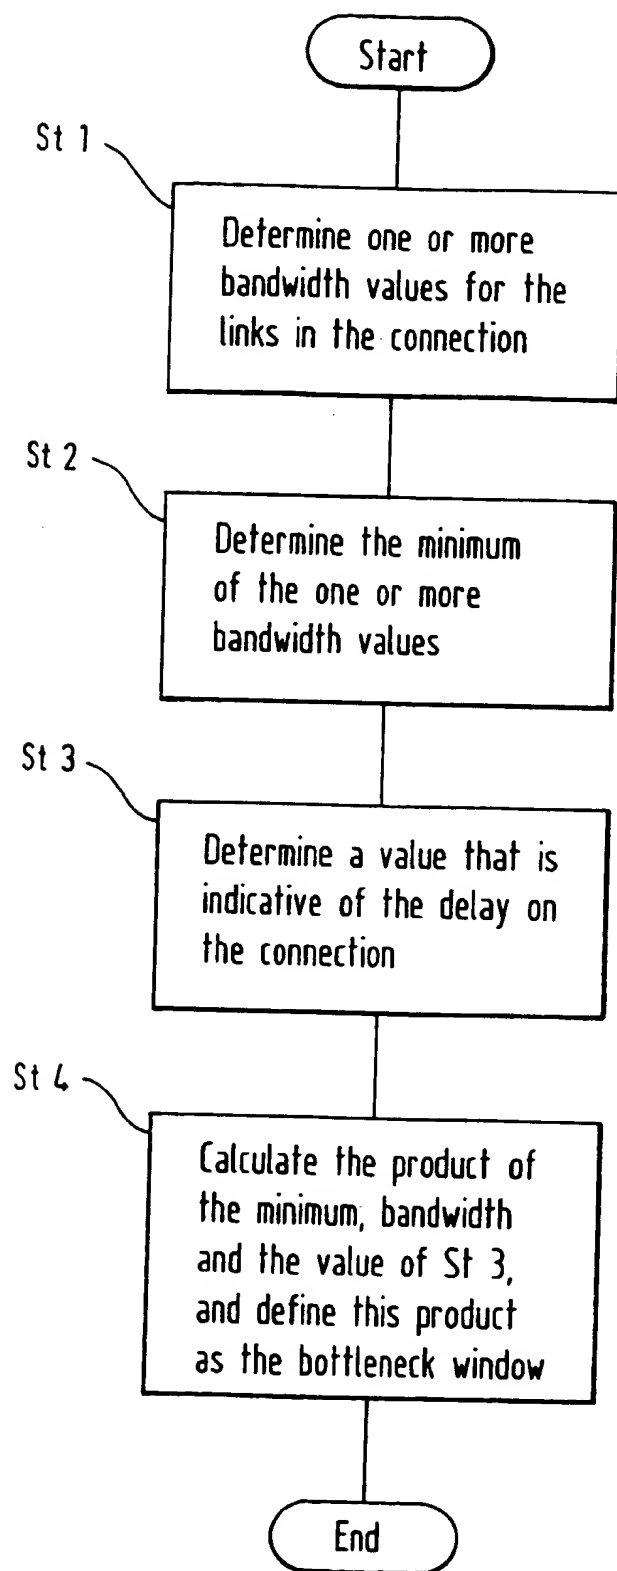 Start
St 1
Determine one or more
bandwidth values for the
links in the connection
St 2
Determine the minimum
of the one or more
bandwidth values
St 3
Determine a value that is
indicative of the delay on
the connection
St 4
Calculate the product of
the minimum, bandwidth
and the value of St 3,
and define this product
as the bottleneck window
End